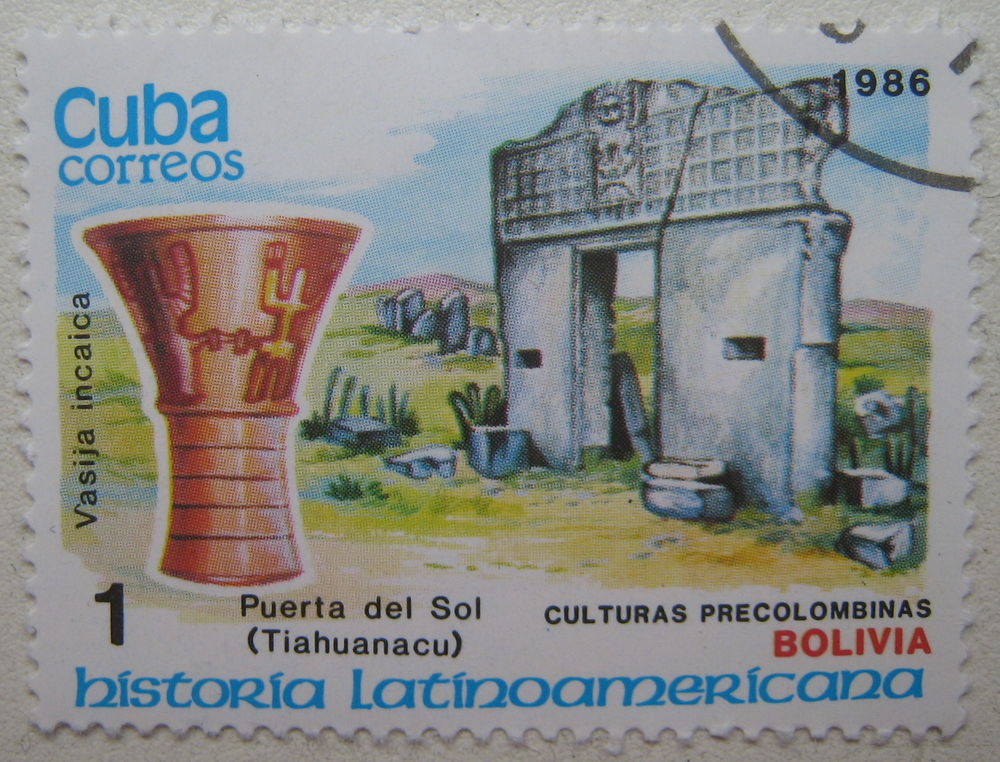 Cuba
correos
1986
Vasija incaica
1
Puerta del Sol
(Tiahuanacu)
CULTURAS PRECOLOMBINAS
BOLIVIA
historia Latinoamericana